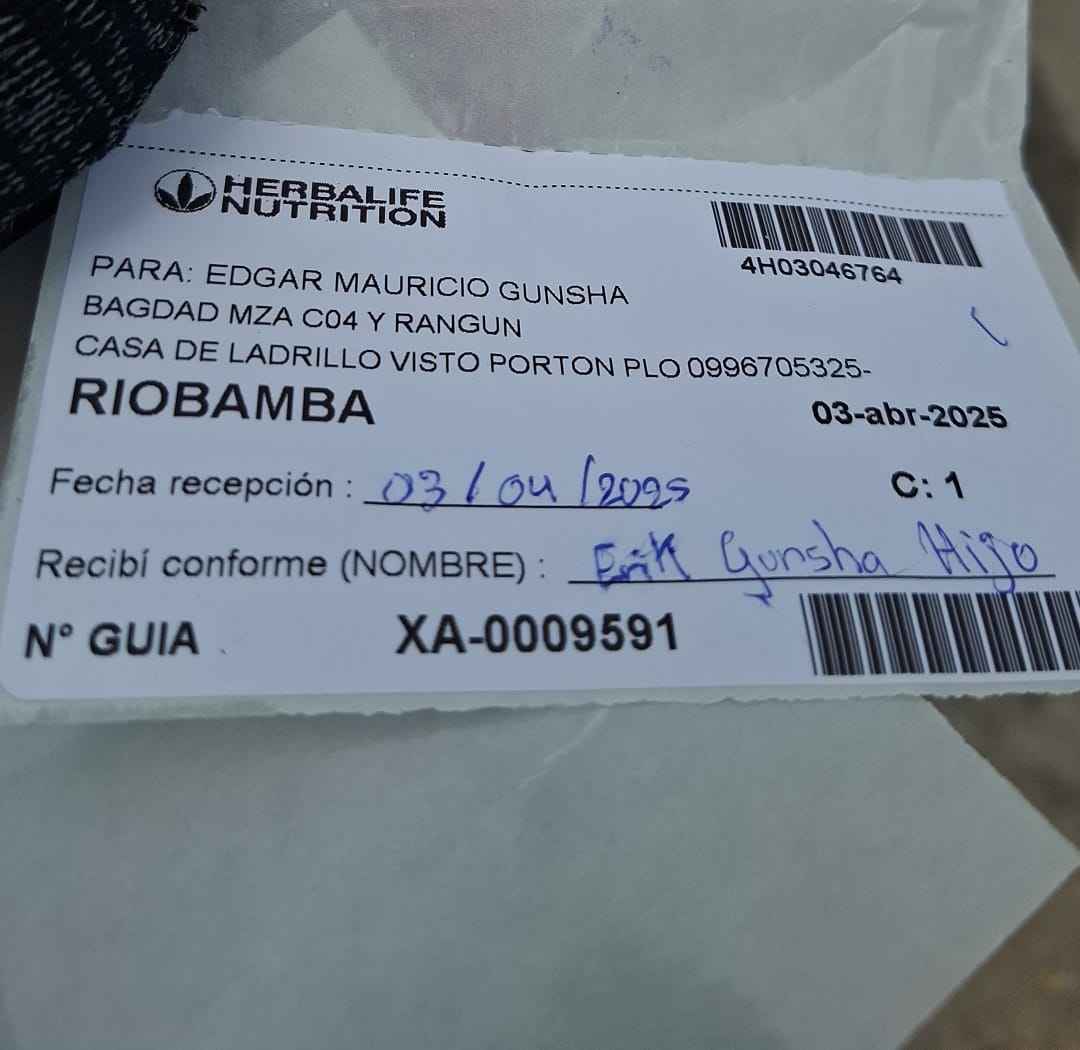 HERBALIFE
NUTRITION
4H03046764
PARA: EDGAR MAURICIO GUNSHA
BAGDAD MZA C04 Y RANGUN
CASA DE LADRILLO VISTO PORTON PLO 0996705325-
RIOBAMBA
03-abr-2025
Fecha recepción : 03/04/2025
C: 1
Recibí conforme (NOMBRE) : Erik Gunsha Hijo
N° GUIA XA-0009591